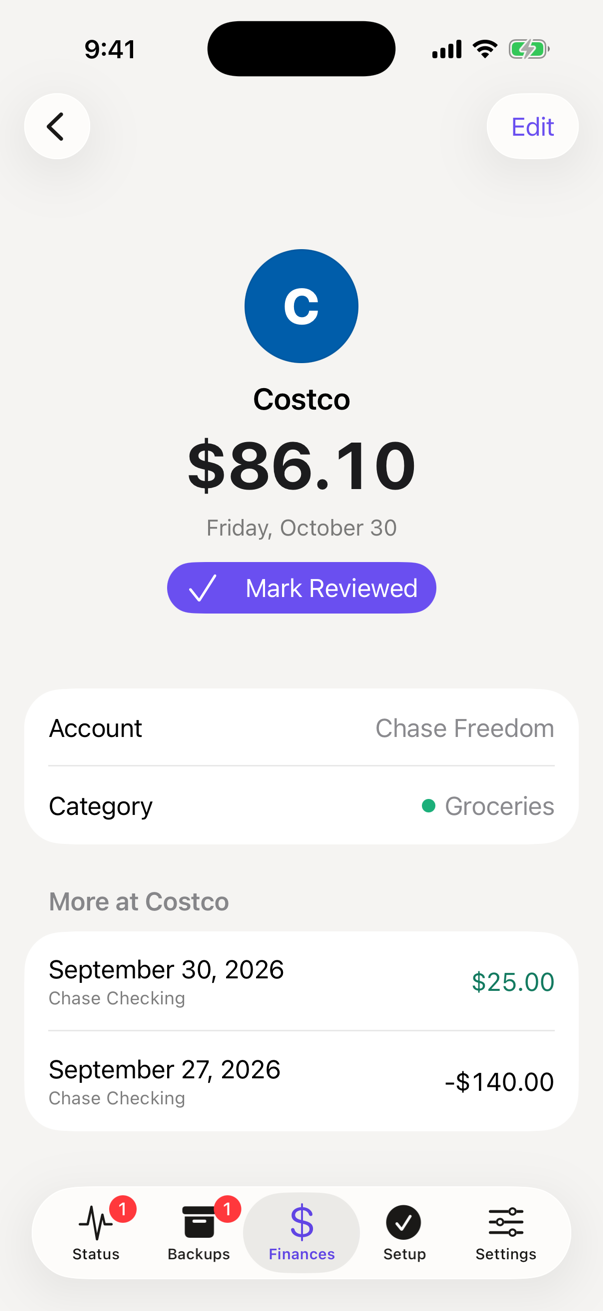 9:41
Edit
C
Costco
$86.10
Friday, October 30
Mark Reviewed
Account
Chase Freedom
Category
Groceries
More at Costco
September 30, 2026
Chase Checking
$25.00
September 27, 2026
Chase Checking
-$140.00
1
Status
1
Backups
$
Finances
Setup
Settings